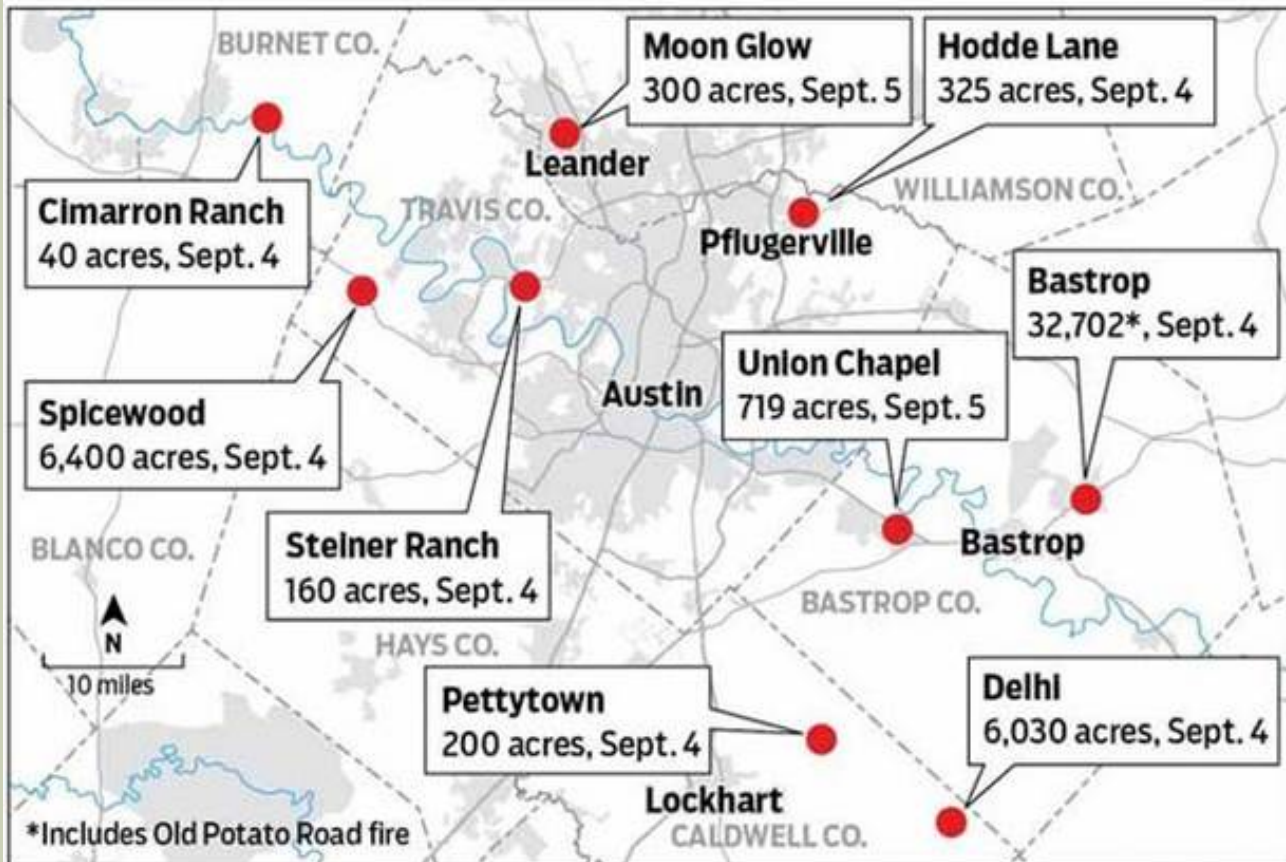 BURNET CO.
Moon Glow
300 acres, Sept. 5
Hodde Lane
325 acres, Sept. 4
Leander
Cimarron Ranch
40 acres, Sept. 4
TRAVIS CO.
WILLIAMSON CO.
Pflugerville
Bastrop
32,702*, Sept. 4
Union Chapel
719 acres, Sept. 5
Austin
Spicewood
6,400 acres, Sept. 4
Steiner Ranch
160 acres, Sept. 4
BLANCO CO.
Bastrop
BASTROP CO.
N
10 miles
HAYS CO.
Pettytown
200 acres, Sept. 4
Delhi
6,030 acres, Sept. 4
Lockhart
CALDWELL CO.
*Includes Old Potato Road fire